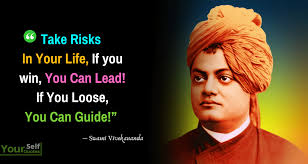 “ Take Risks
In Your Life, If you
win, You Can Lead!
If You Loose,
You Can Guide!”
— Swami Vivekananda
YourSelf
Quotes